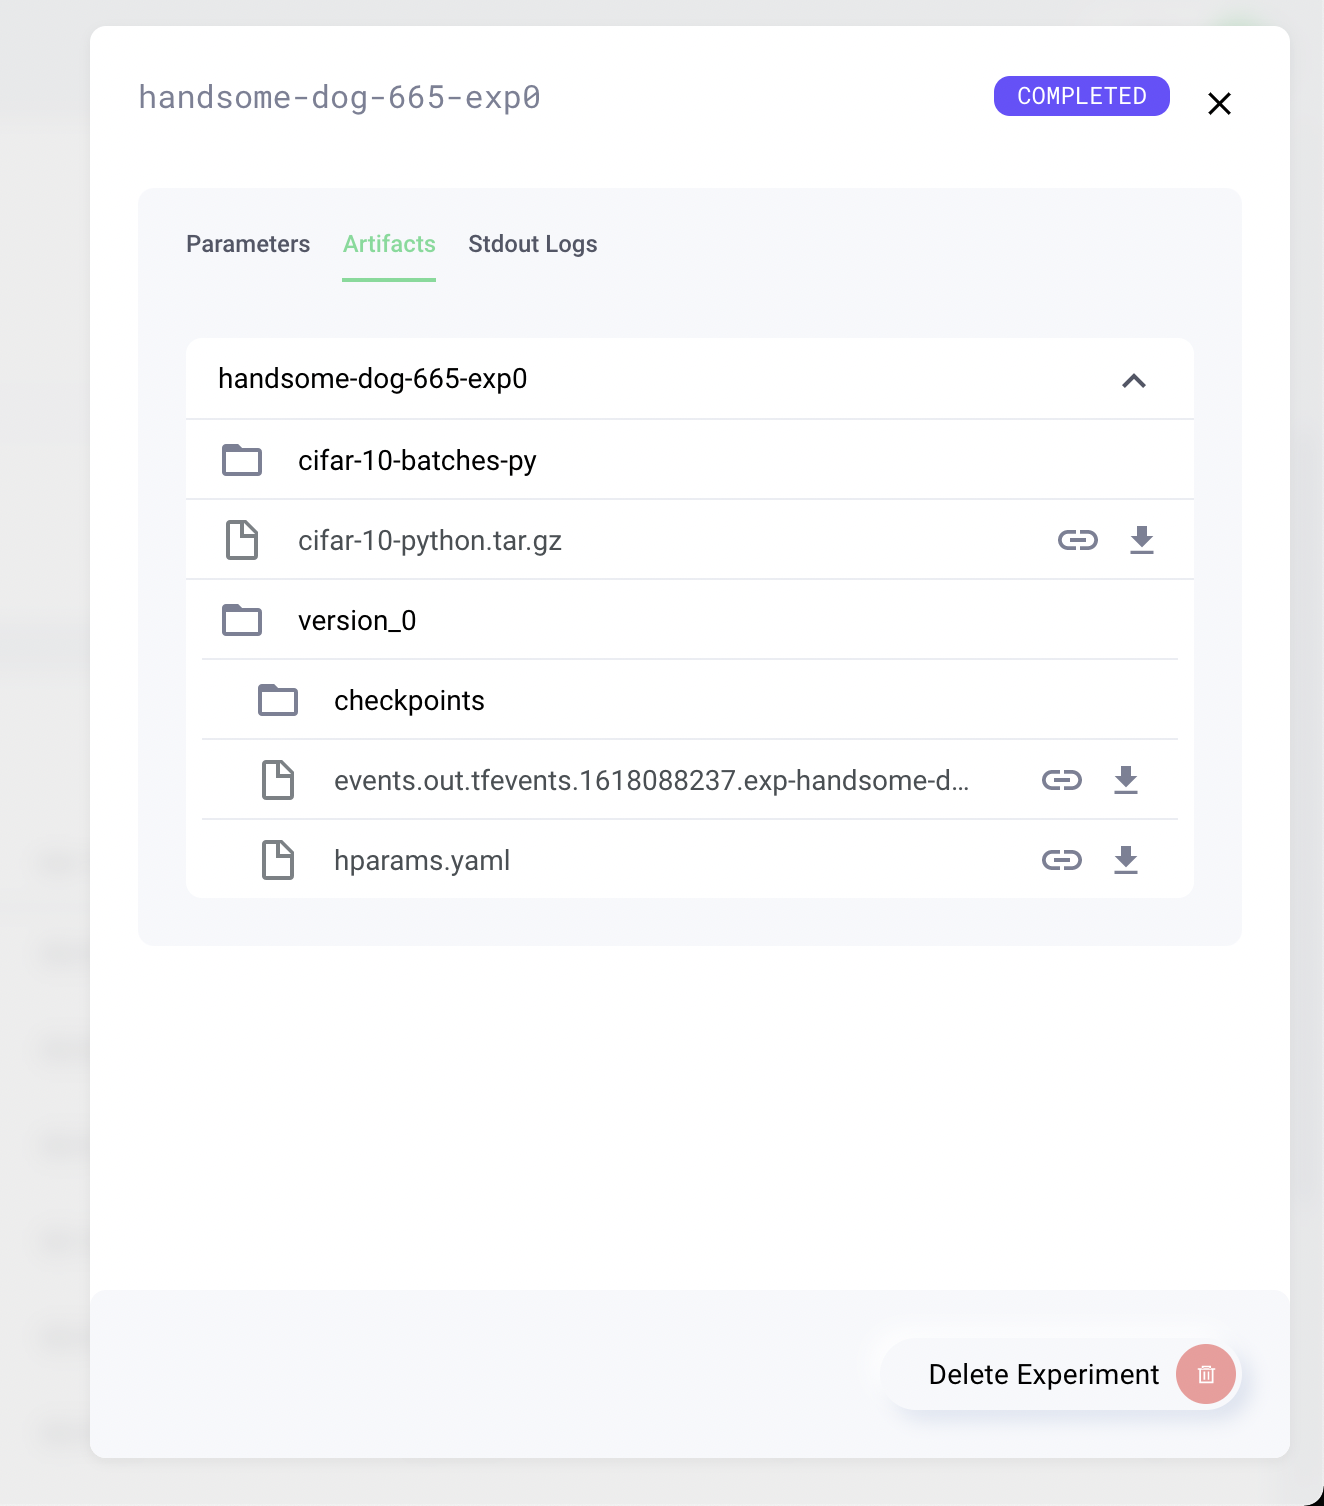 handsome-dog-665-exp0
COMPLETED
Parameters
Artifacts
Stdout Logs
handsome-dog-665-exp0
cifar-10-batches-py
cifar-10-python.tar.gz
version_0
checkpoints
events.out.tfevents.1618088237.exp-handsome-d...
hparams.yaml
Delete Experiment